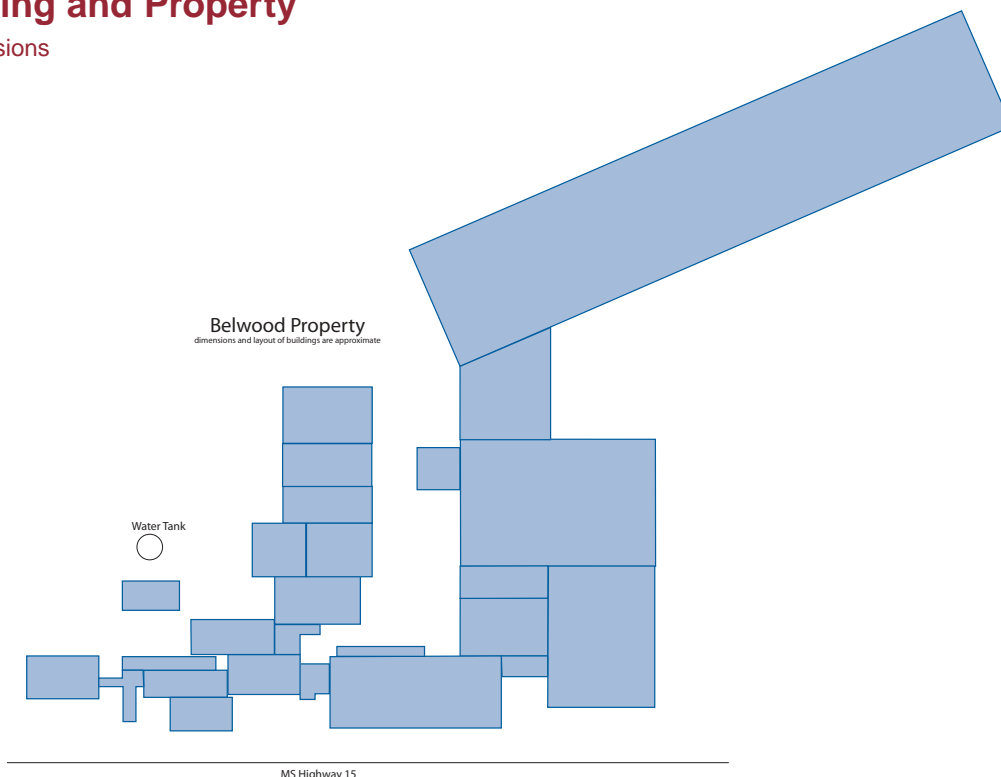 ing and Property
sions
Belwood Property
dimensions and layout of buildings are approximate
Water Tank
MS Highway 15